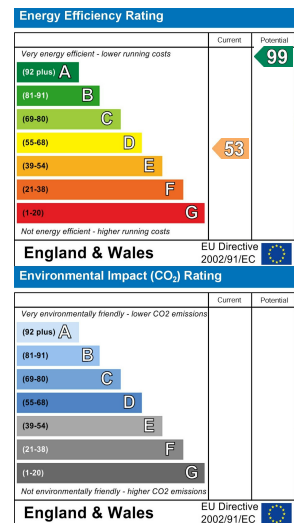 Energy Efficiency Rating
Current Potential
Very energy efficient - lower running costs
(92 plus) A
99
(81-91) B
(69-80) C
(55-68) D
53
(39-54) E
(21-38) F
(1-20) G
Not energy efficient - higher running costs
England & Wales
EU Directive
2002/91/EC
Environmental Impact (CO₂) Rating
Current Potential
Very environmentally friendly - lower CO2 emissions
(92 plus) A
(81-91) B
(69-80) C
(55-68) D
(39-54) E
(21-38) F
(1-20) G
Not environmentally friendly - higher CO2 emissions
England & Wales
EU Directive
2002/91/EC